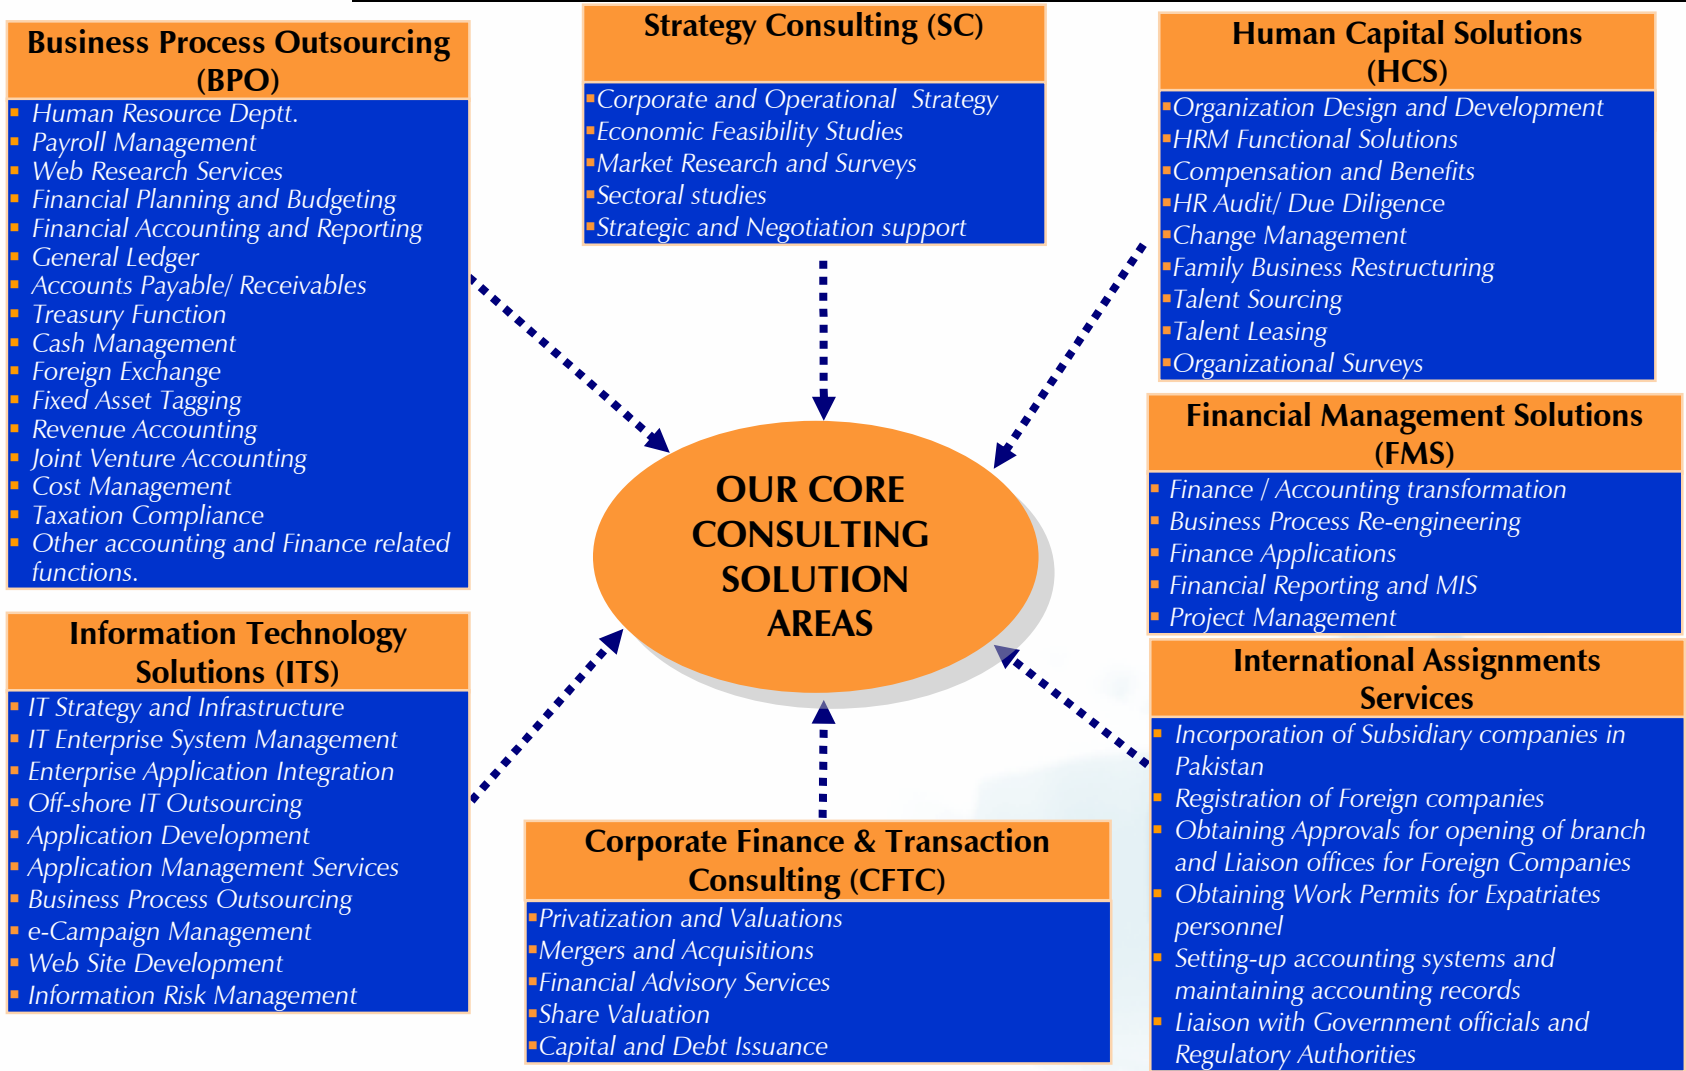 Business Process Outsourcing
(BPO)
Human Resource Deptt.
Payroll Management
Web Research Services
Financial Planning and Budgeting
Financial Accounting and Reporting
General Ledger
Accounts Payable/ Receivables
Treasury Function
Cash Management
Foreign Exchange
Fixed Asset Tagging
Revenue Accounting
Joint Venture Accounting
Cost Management
Taxation Compliance
Other accounting and Finance related
functions.
Strategy Consulting (SC)
Corporate and Operational  Strategy
Economic Feasibility Studies
Market Research and Surveys
Sectoral studies
Strategic and Negotiation support
Human Capital Solutions
(HCS)
Organization Design and Development
HRM Functional Solutions
Compensation and Benefits
HR Audit/ Due Diligence
Change Management
Family Business Restructuring
Talent Sourcing
Talent Leasing
Organizational Surveys
OUR CORE
CONSULTING
SOLUTION
AREAS
Financial Management Solutions
(FMS)
Finance / Accounting transformation
Business Process Re-engineering
Finance Applications
Financial Reporting and MIS
Project Management
Information Technology
Solutions (ITS)
IT Strategy and Infrastructure
IT Enterprise System Management
Enterprise Application Integration
Off-shore IT Outsourcing
Application Development
Application Management Services
Business Process Outsourcing
e-Campaign Management
Web Site Development
Information Risk Management
Corporate Finance & Transaction
Consulting (CFTC)
Privatization and Valuations
Mergers and Acquisitions
Financial Advisory Services
Share Valuation
Capital and Debt Issuance
International Assignments
Services
Incorporation of Subsidiary companies in
Pakistan
Registration of Foreign companies
Obtaining Approvals for opening of branch
and Liaison offices for Foreign Companies
Obtaining Work Permits for Expatriates
personnel
Setting-up accounting systems and
maintaining accounting records
Liaison with Government officials and
Regulatory Authorities